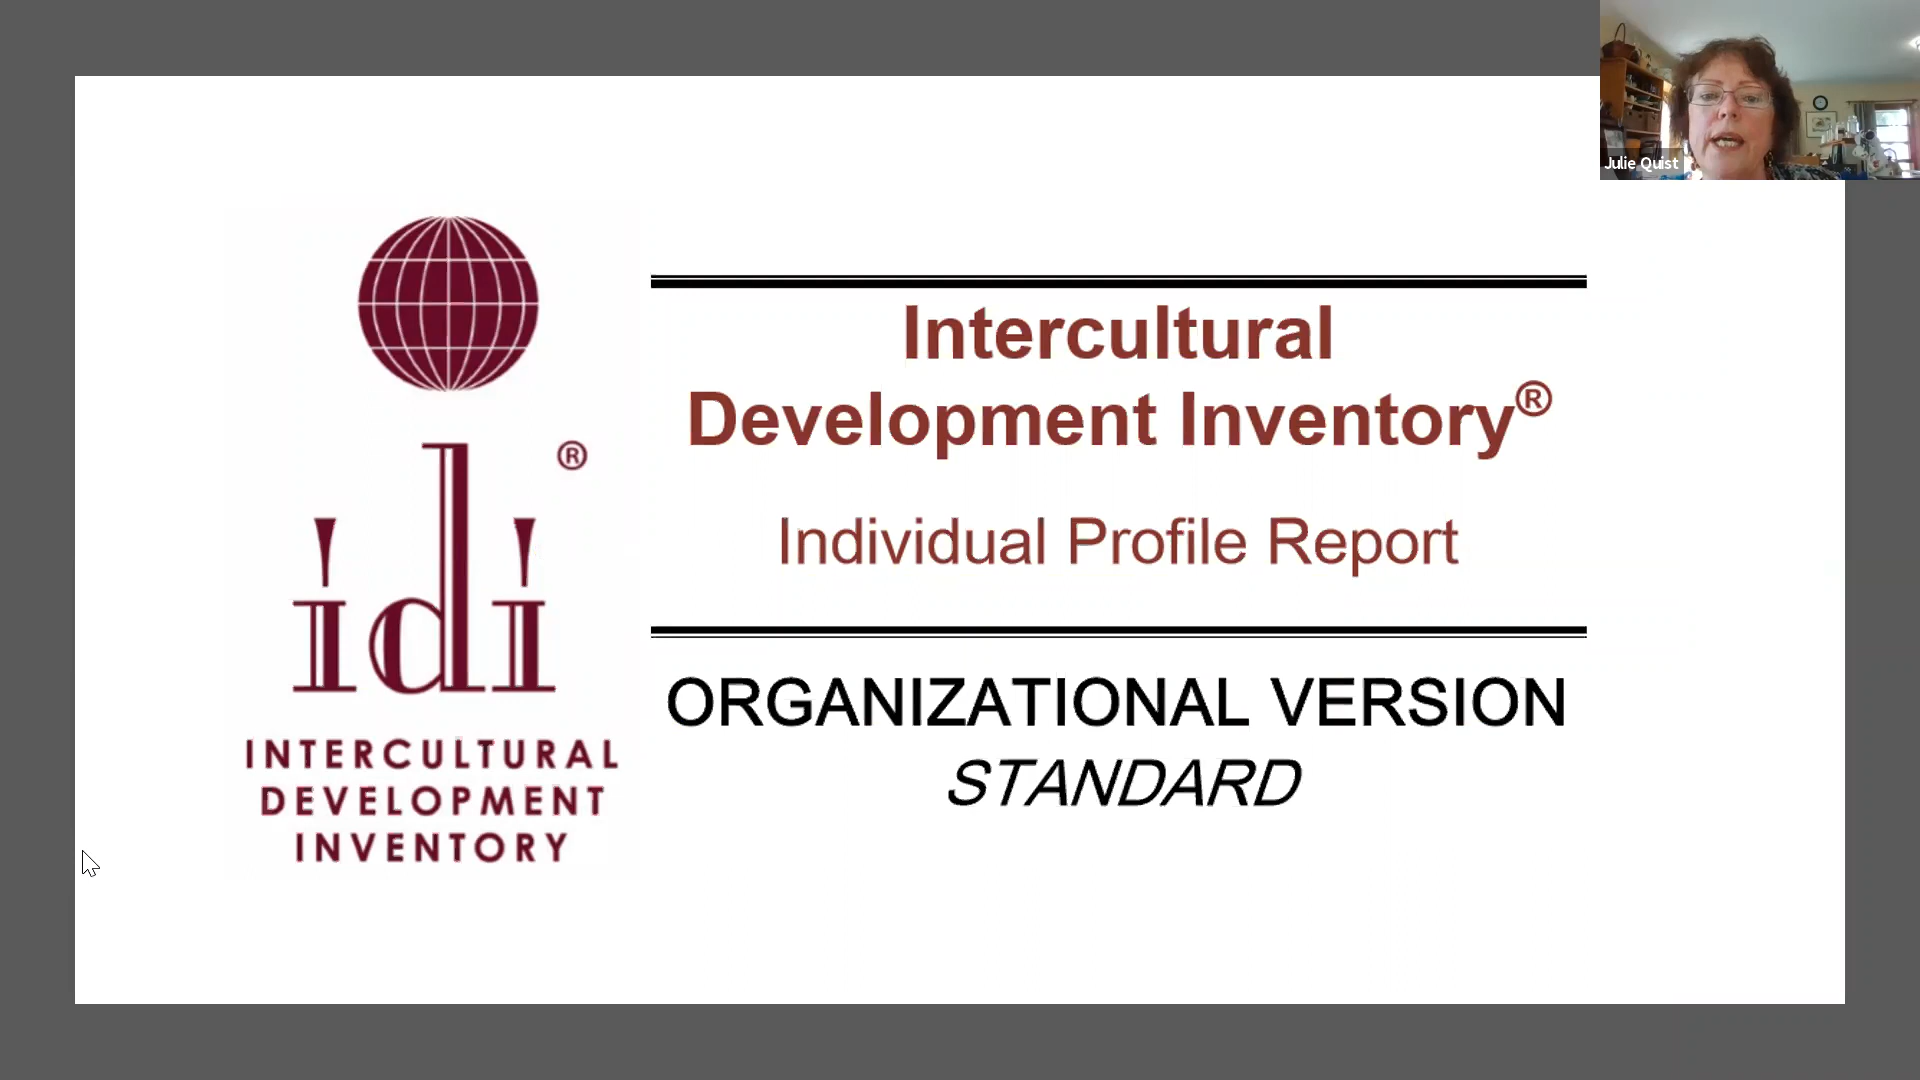 Julie Quist
idi®
INTERCULTURAL
DEVELOPMENT
INVENTORY
Intercultural
Development Inventory®
Individual Profile Report
ORGANIZATIONAL VERSION
STANDARD